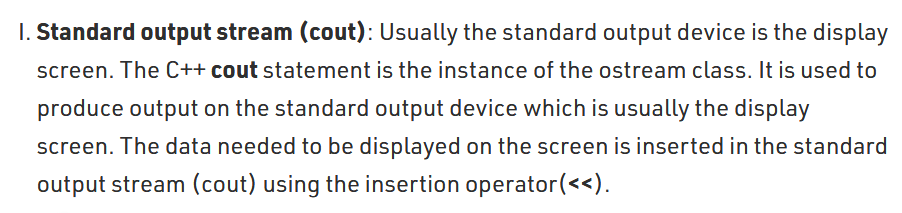 I. Standard output stream (cout): Usually the standard output device is the display
screen. The C++ cout statement is the instance of the ostream class. It is used to
produce output on the standard output device which is usually the display
screen. The data needed to be displayed on the screen is inserted in the standard
output stream (cout) using the insertion operator(<<).